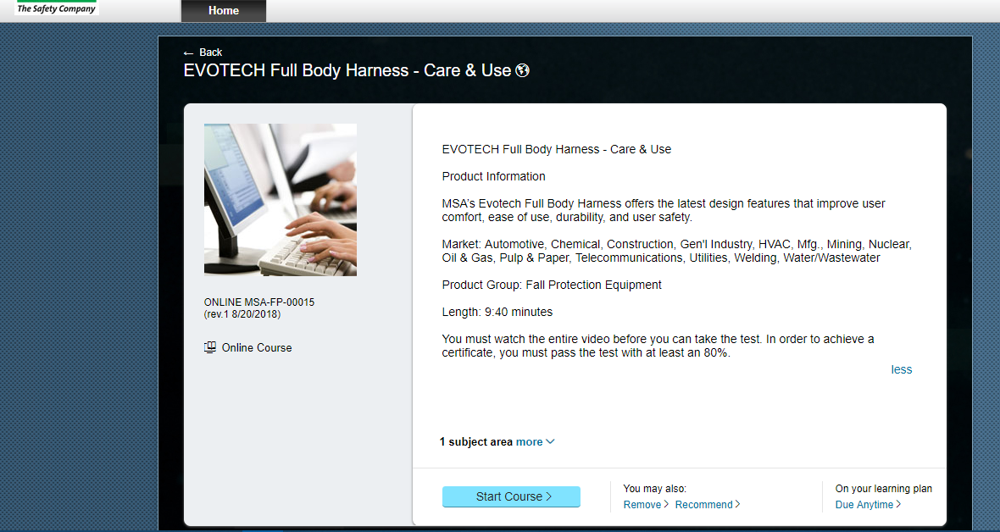 The Safety Company
Home
← Back
EVOTECH Full Body Harness - Care & Use
EVOTECH Full Body Harness - Care & Use
Product Information
MSA's Evotech Full Body Harness offers the latest design features that improve user
comfort, ease of use, durability, and user safety.
Market: Automotive, Chemical, Construction, Gen'l Industry, HVAC, Mfg., Mining, Nuclear,
Oil & Gas, Pulp & Paper, Telecommunications, Utilities, Welding, Water/Wastewater
Product Group: Fall Protection Equipment
Length: 9:40 minutes
You must watch the entire video before you can take the test. In order to achieve a
certificate, you must pass the test with at least an 80%.
less
ONLINE MSA-FP-00015
(rev.1 8/20/2018)
Online Course
1 subject area more
Start Course >
You may also:
Remove > Recommend >
On your learning plan
Due Anytime >